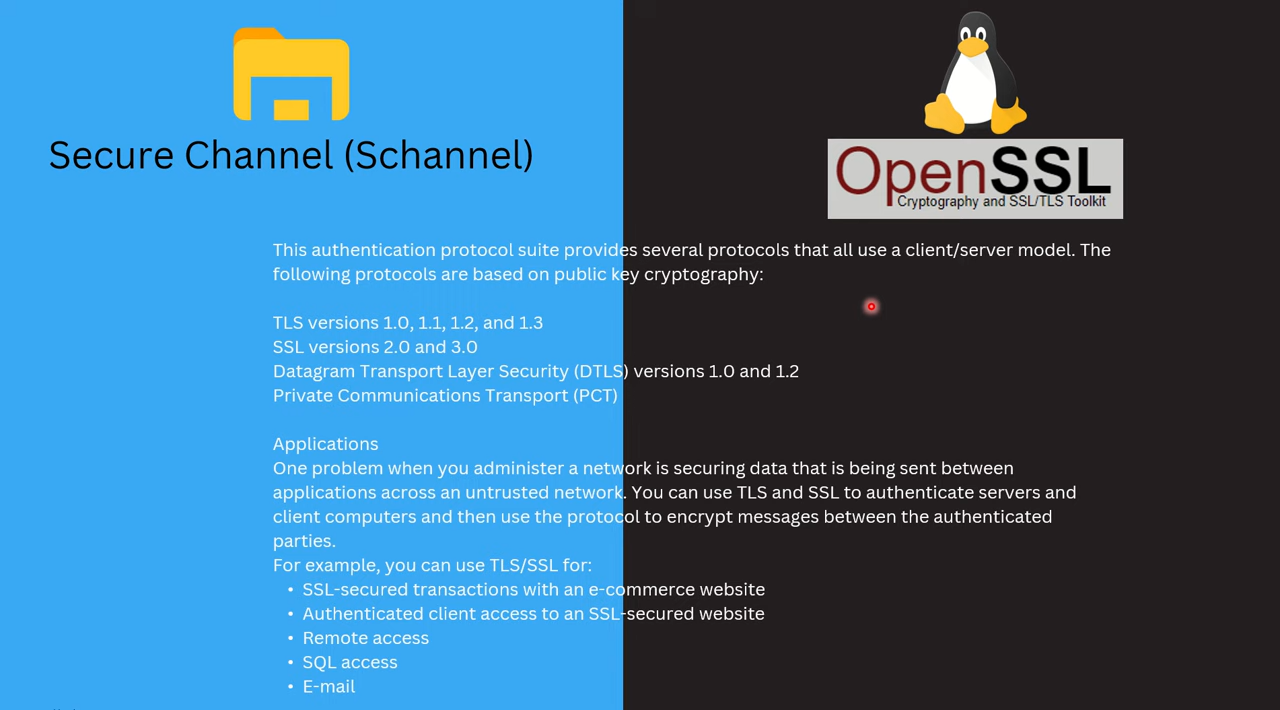 Secure Channel (Schannel)
OpenSSL
Cryptography and SSL/TLS Toolkit
This authentication protocol suite provides several protocols that all use a client/server model. The
following protocols are based on public key cryptography:
TLS versions 1.0, 1.1, 1.2, and 1.3
SSL versions 2.0 and 3.0
Datagram Transport Layer Security (DTLS) versions 1.0 and 1.2
Private Communications Transport (PCT)
Applications
One problem when you administer a network is securing data that is being sent between
applications across an untrusted network. You can use TLS and SSL to authenticate servers and
client computers and then use the protocol to encrypt messages between the authenticated
parties.
For example, you can use TLS/SSL for:
• SSL-secured transactions with an e-commerce website
• Authenticated client access to an SSL-secured website
• Remote access
• SQL access
• E-mail